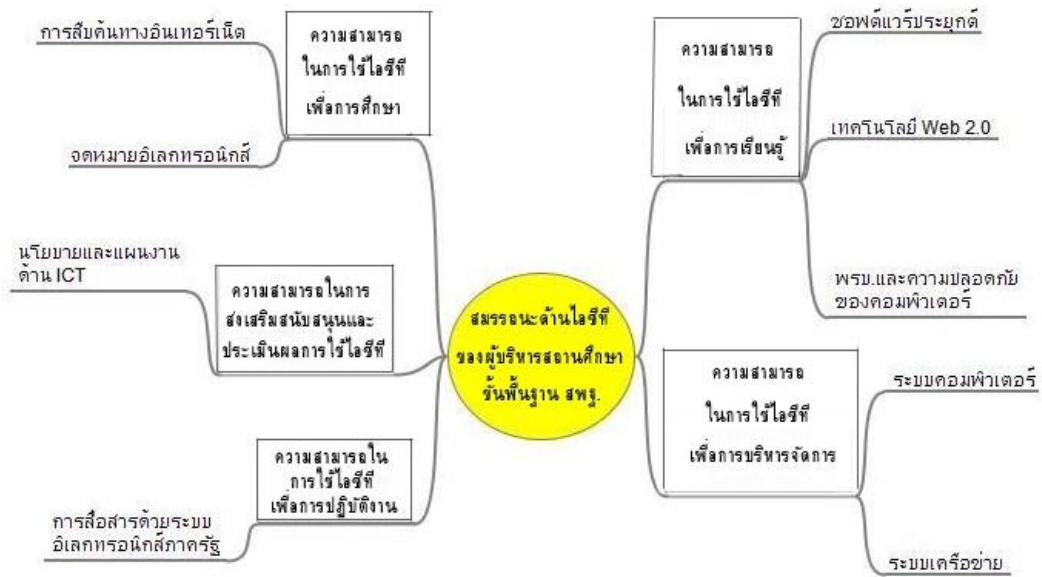 การสืบค้นทางอินเทอร์เน็ต
ความสามารถ
ในการใช้ไอซีที
เพื่อการศึกษา
จดหมายอิเลกทรอนิกส์
นโยบายและแผนงาน
ด้าน ICT
ความสามารถในการ
ส่งเสริมสนับสนุนและ
ประเมินผลการใช้ไอซีที
ความสามารถใน
การใช้ไอซีที
เพื่อการปฏิบัติงาน
การสื่อสารด้วยระบบ
อิเลกทรอนิกส์ภาครัฐ
สมรรถนะด้านไอซีที
ของผู้บริหารสถานศึกษา
ขั้นพื้นฐาน สพฐ.
ความสามารถ
ในการใช้ไอซีที
เพื่อการเรียนรู้
ซอฟต์แวร์ประยุกต์
เทคโนโลยี Web 2.0
พรบ.และความปลอดภัย
ของคอมพิวเตอร์
ความสามารถ
ในการใช้ไอซีที
เพื่อการบริหารจัดการ
ระบบคอมพิวเตอร์
ระบบเครือข่าย